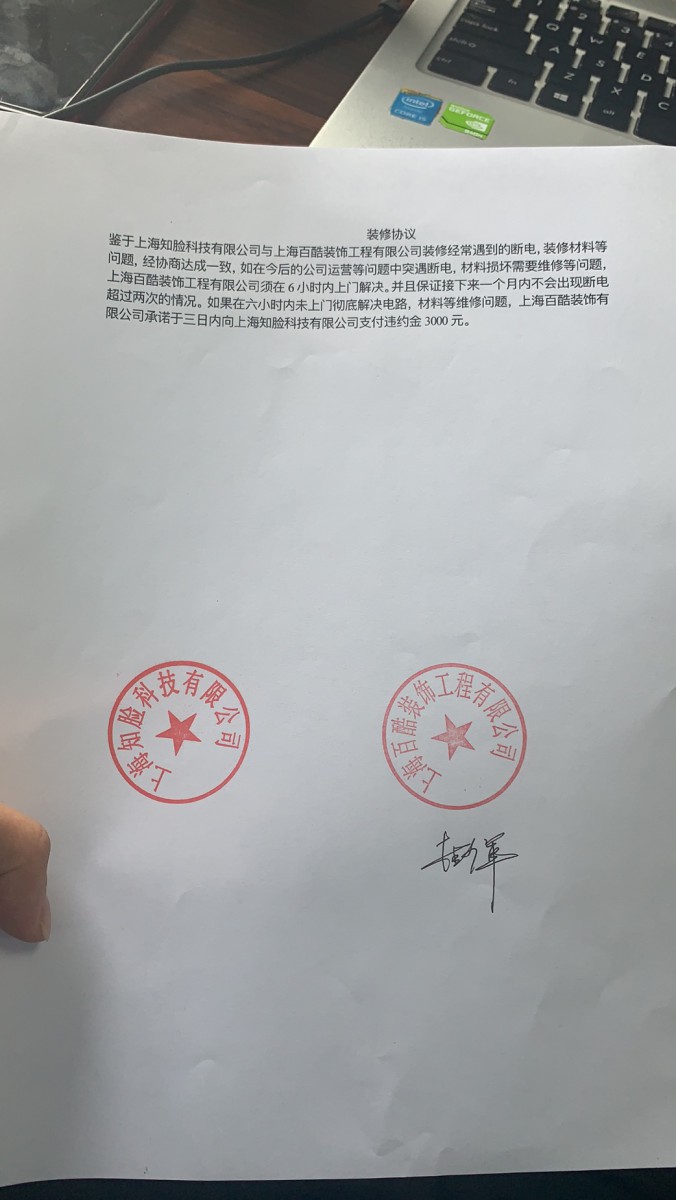 装修协议
鉴于上海知脸科技有限公司与上海百酷装饰工程有限公司装修经常遇到的断电，装修材料等
问题，经协商达成一致，如在今后的公司运营等问题中突遇断电，材料损坏需要维修等问题，
上海百酷装饰工程有限公司须在 6 小时内上门解决。并且保证接下来一个月内不会出现断电
超过两次的情况。如果在六小时内未上门彻底解决电路，材料等维修问题，上海百酷装饰有
限公司承诺于三日内向上海知脸科技有限公司支付违约金 3000 元。
上海知脸科技有限公司
上海百酷装饰工程有限公司
intel
CORE i5
GEFORCE
Q
A
Z
S
X
D
C
alt
fn